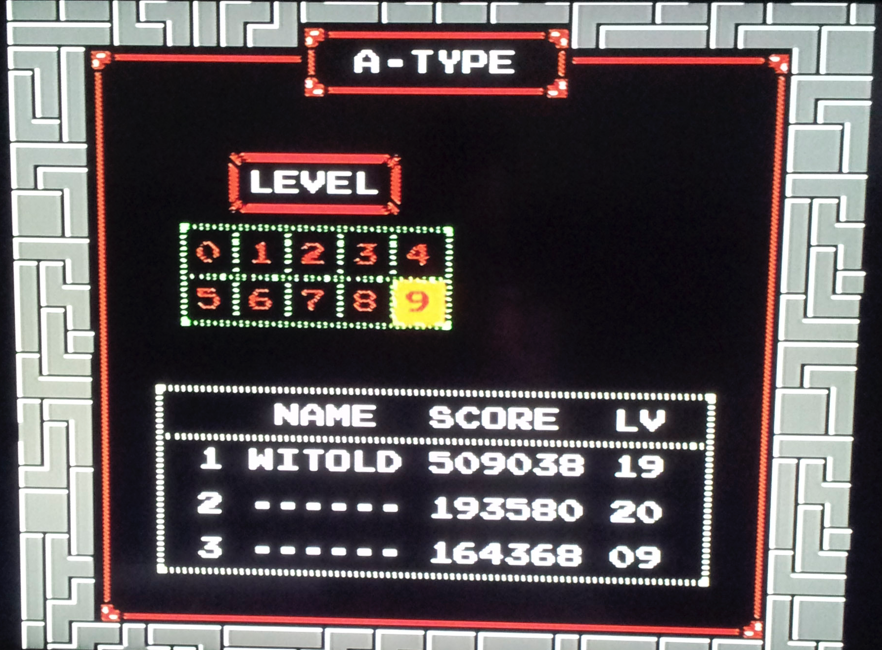 A-TYPE
LEVEL
0 1 2 3 4
5 6 7 8 9
NAME SCORE LV
1 WITOLD 509038 19
2 ------ 193580 20
3 ------ 164368 09